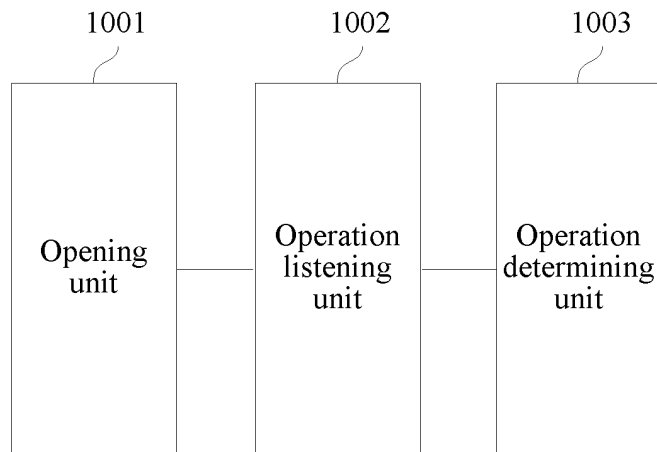 1001
1002
1003
Opening
unit
Operation
listening
unit
Operation
determining
unit